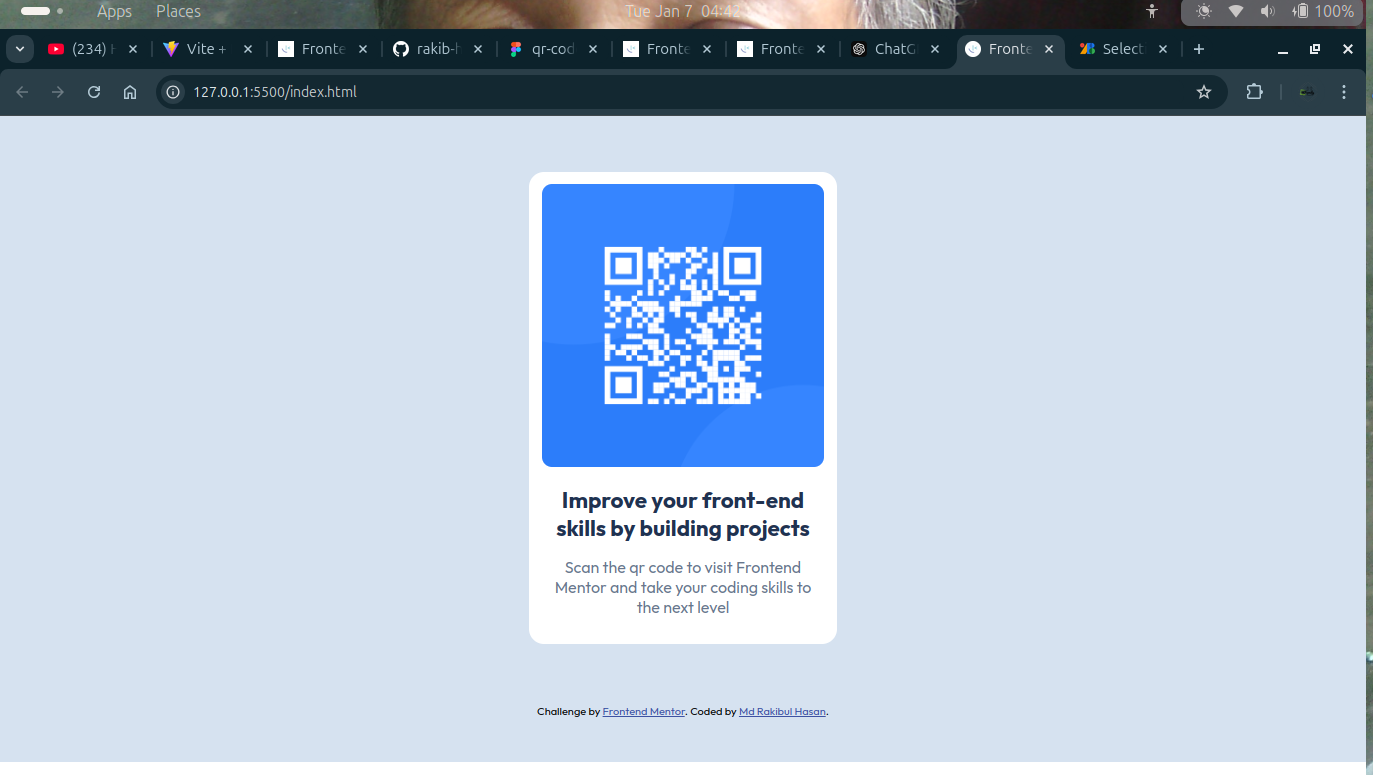 Apps Places Tue Jan 7 04:42 100%
(234) Vite + Fronte rakib- qr-cod Fronte Fronte ChatG Fronte Select
127.0.0.1:5500/index.html
Improve your front-end
skills by building projects
Scan the qr code to visit Frontend
Mentor and take your coding skills to
the next level
Challenge by Frontend Mentor. Coded by Md Rakibul Hasan.